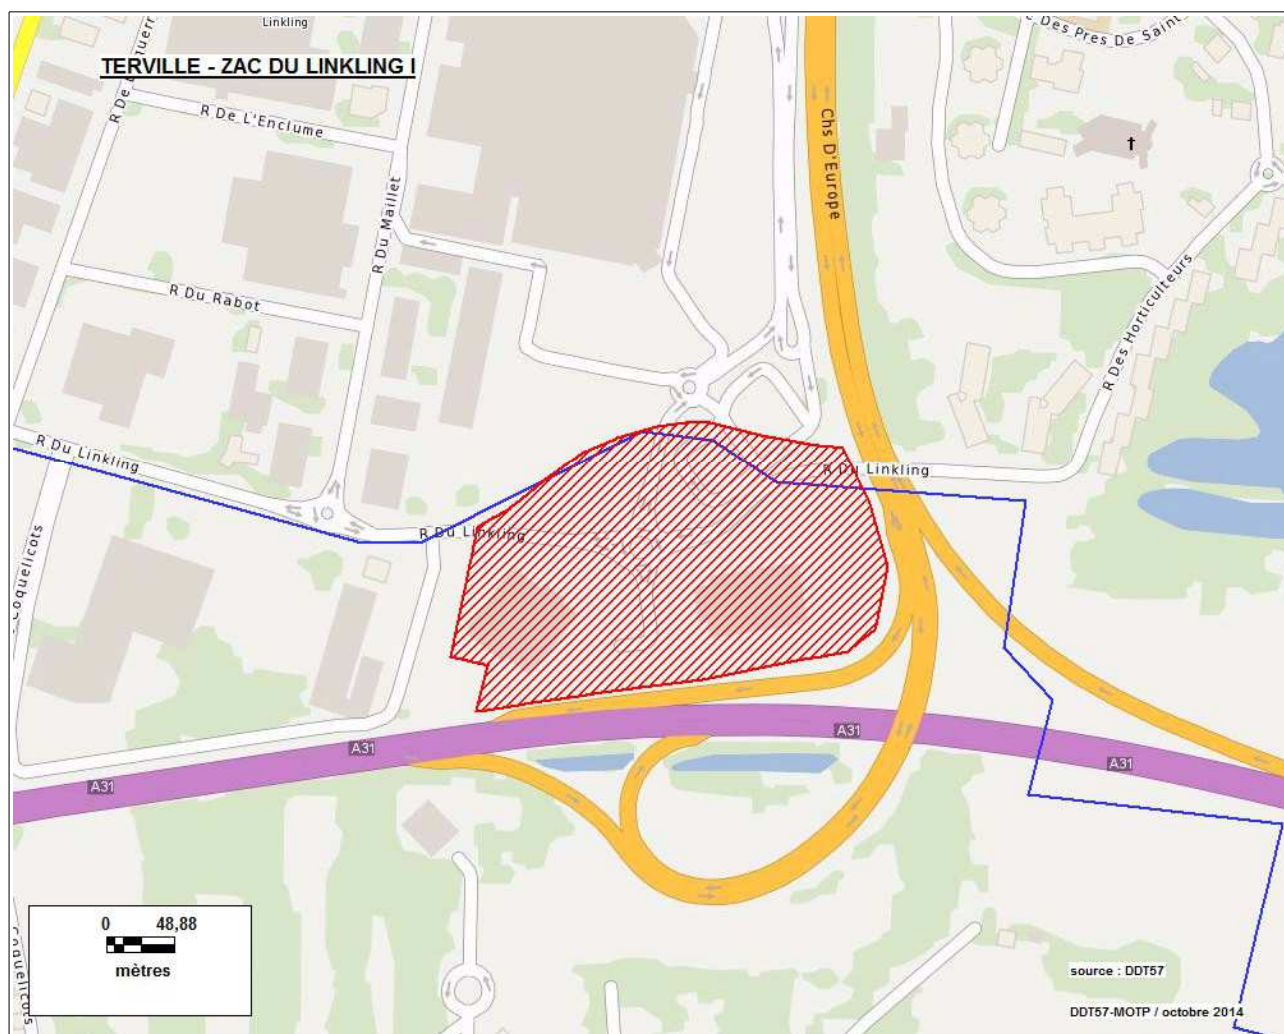 Linkling
TERVILLE - ZAC DU LINKLING I
R De L'Enclume
R Du Maillet
R Du Rabot
R Du Linkling
Chs D'Europe
Des Pres De Saint
R Des Horticulteurs
R Du Linkling
R Du Linkling
Coquelicots
A31
A31
A31
A31
Coquelicots
0 48,88
mètres
source : DDT57
DDT57-MOTP / octobre 2014